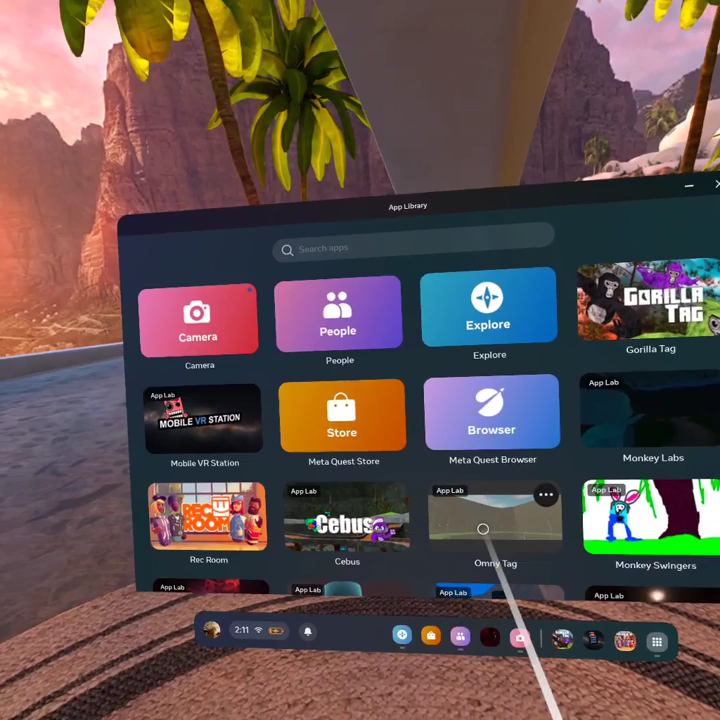 App Library
Search apps
Camera
People
Explore
GORILLA TAG
Camera
People
Explore
Gorilla Tag
App Lab
MOBILE VR STATION
Store
Browser
App Lab
Mobile VR Station
Meta Quest Store
Meta Quest Browser
Monkey Labs
REC ROOM
App Lab
Cebus
App Lab
App Lab
Rec Room
Cebus
Omny Tag
Monkey Swingers
App Lab
App Lab
App Lab
App Lab
2:11